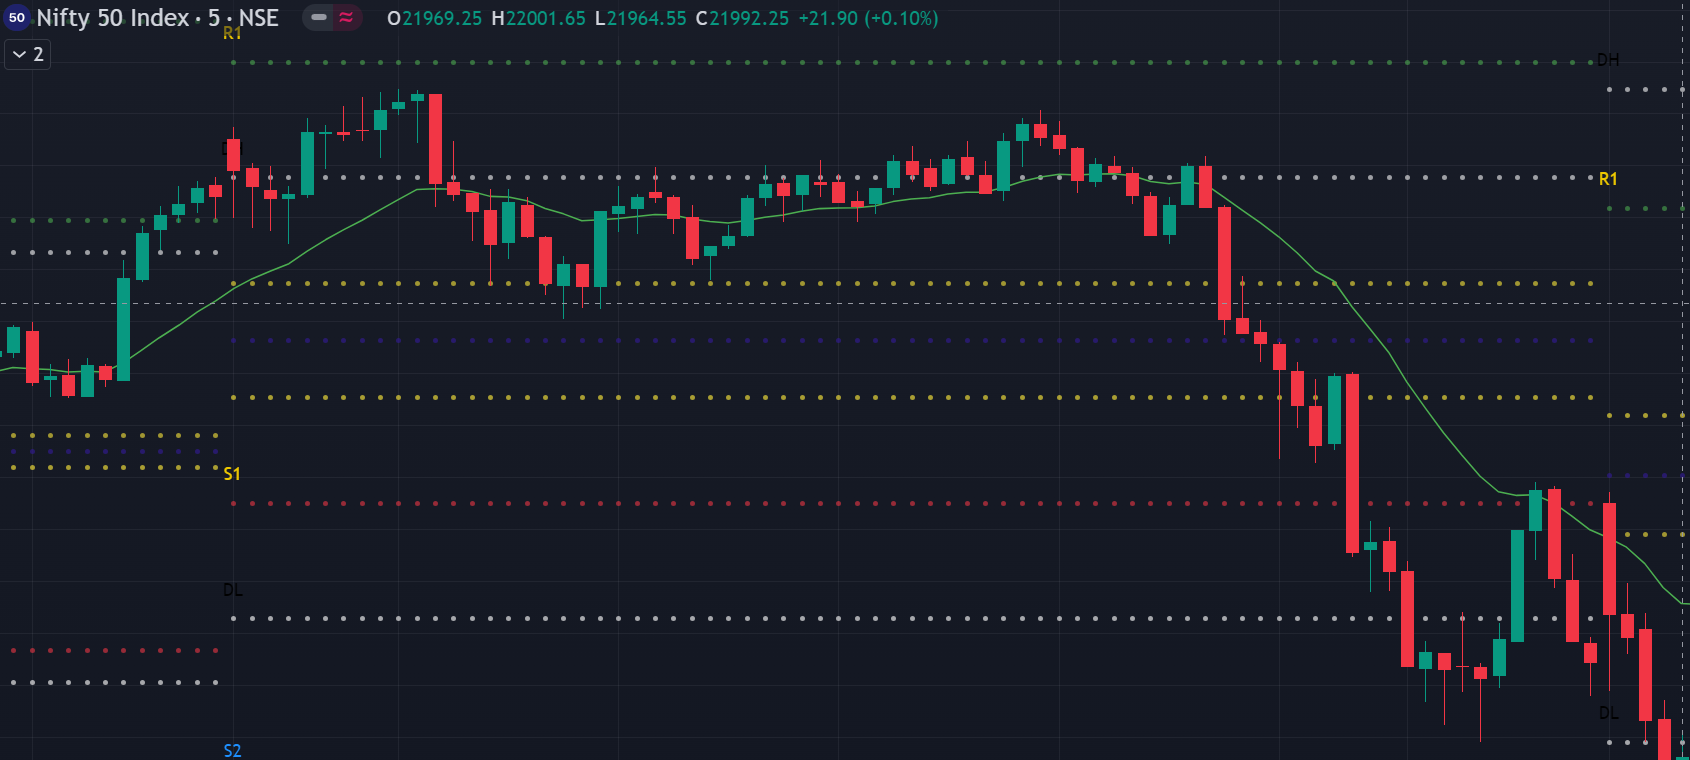 50 Nifty 50 Index · 5 · NSE O21969.25 H22001.65 L21964.55 C21992.25 +21.90 (+0.10%)
R1
2
DH
R1
S1
DL
DL
S2